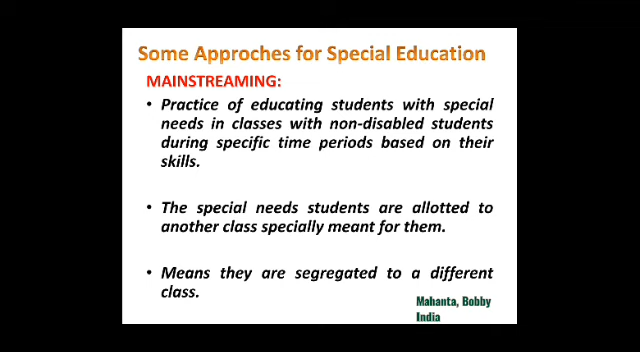 Some Approches for Special Education
MAINSTREAMING:
• Practice of educating students with special
needs in classes with non-disabled students
during specific time periods based on their
skills.
• The special needs students are allotted to
another class specially meant for them.
• Means they are segregated to a different
class.
Mahanta, Bobby
India